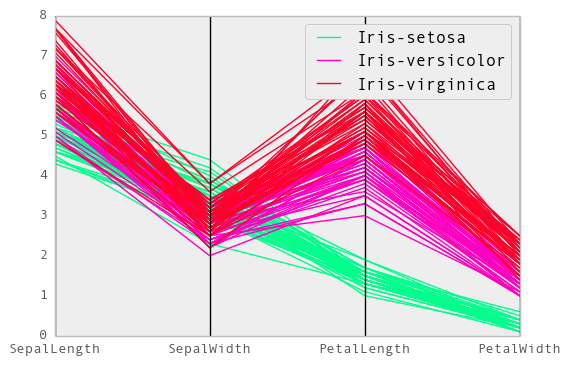 8
7
6
5
4
3
2
1
0
Iris-setosa
Iris-versicolor
Iris-virginica
SepalLength SepalWidth PetalLength PetalWidth